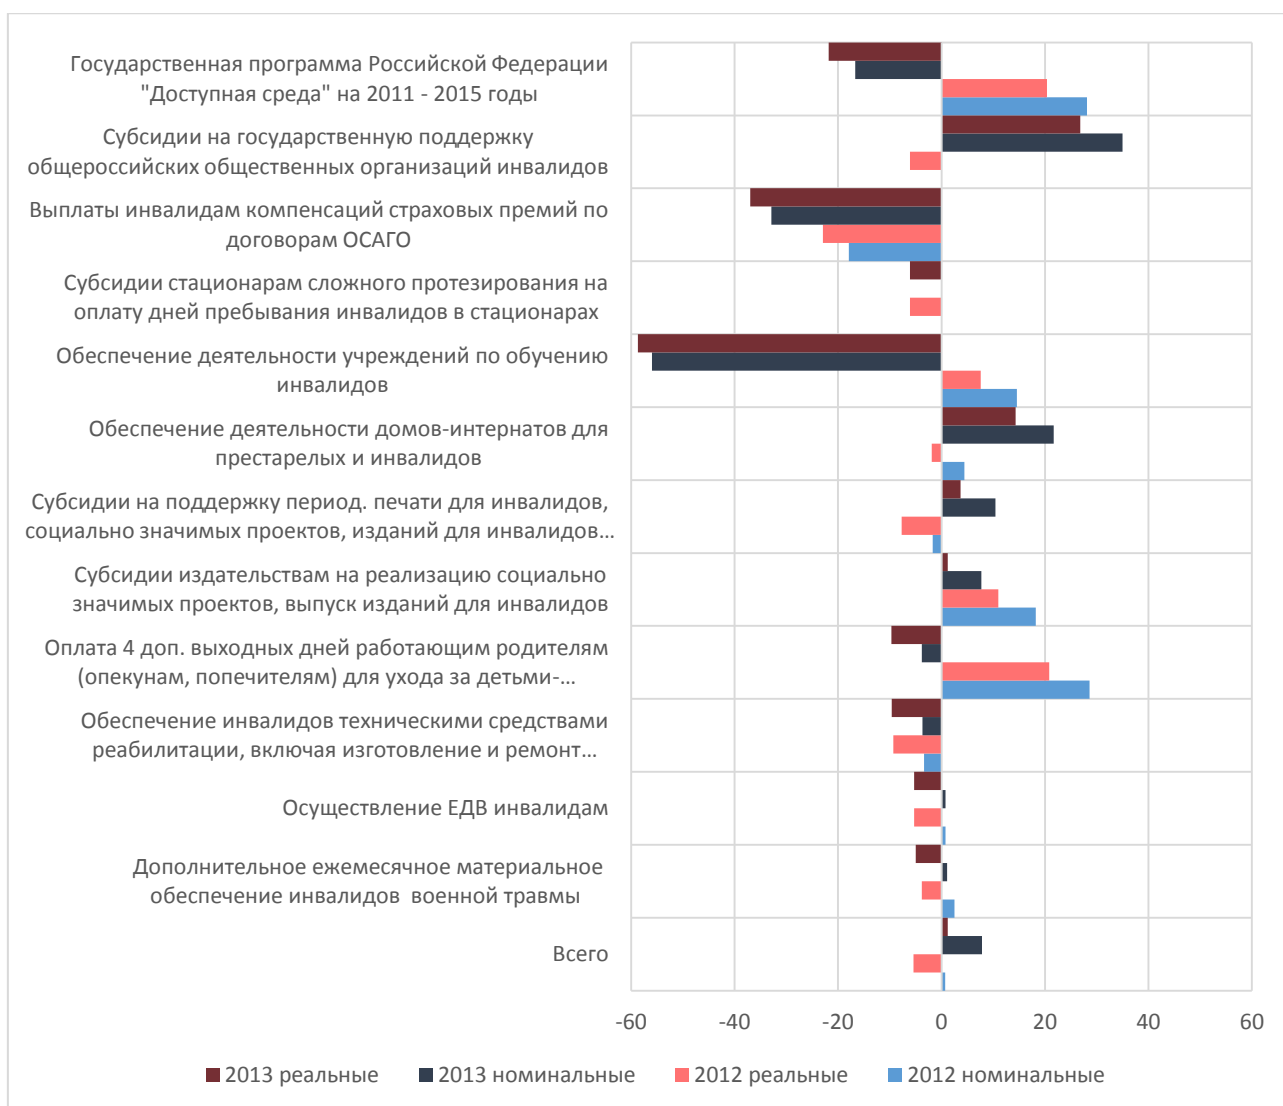 Государственная программа Российской Федерации
"Доступная среда" на 2011 - 2015 годы
Субсидии на государственную поддержку
общероссийских общественных организаций инвалидов
Выплаты инвалидам компенсаций страховых премий по
договорам ОСАГО
Субсидии стационарам сложного протезирования на
оплату дней пребывания инвалидов в стационарах
Обеспечение деятельности учреждений по обучению
инвалидов
Обеспечение деятельности домов-интернатов для
престарелых и инвалидов
Субсидии на поддержку период. печати для инвалидов,
социально значимых проектов, изданий для инвалидов...
Субсидии издательствам на реализацию социально
значимых проектов, выпуск изданий для инвалидов
Оплата 4 доп. выходных дней работающим родителям
(опекунам, попечителям) для ухода за детьми-...
Обеспечение инвалидов техническими средствами
реабилитации, включая изготовление и ремонт...
Осуществление ЕДВ инвалидам
Дополнительное ежемесячное материальное
обеспечение инвалидов  военной травмы
Всего
-60 -40 -20 0 20 40 60
2013 реальные 2013 номинальные 2012 реальные 2012 номинальные